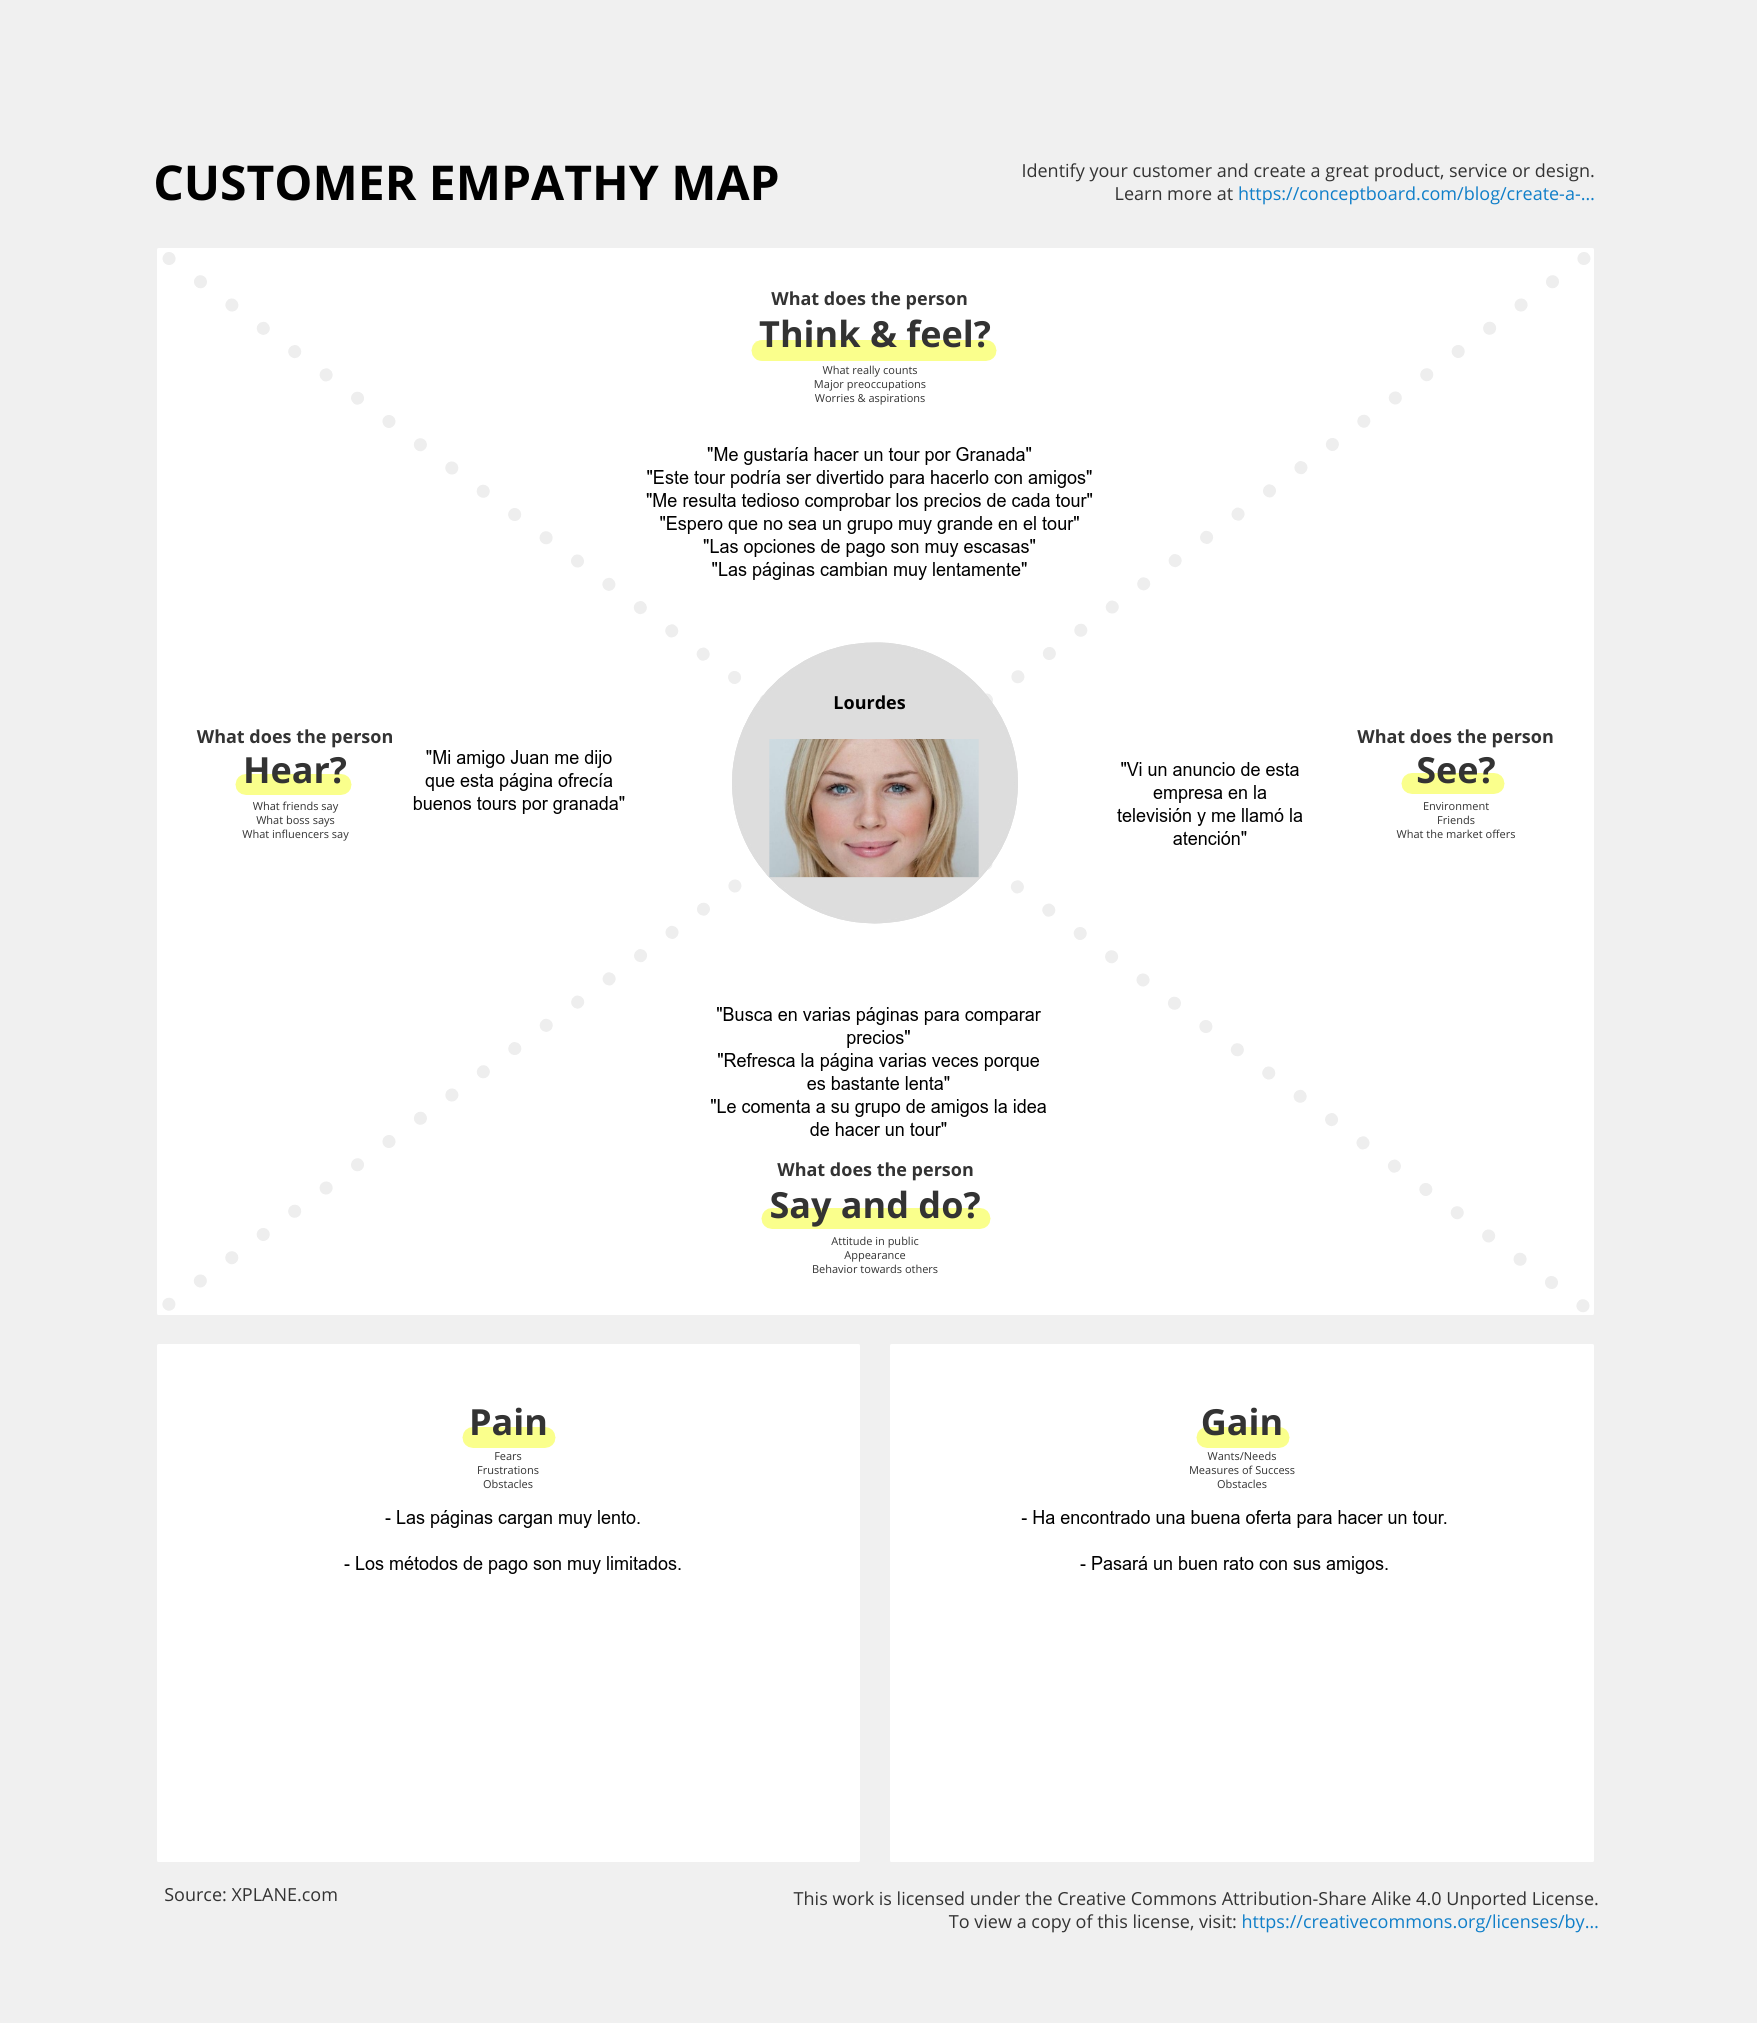 CUSTOMER EMPATHY MAP
Identify your customer and create a great product, service or design.
Learn more at https://conceptboard.com/blog/create-a-...
What does the person
Think & feel?
What really counts
Major preoccupations
Worries & aspirations
"Me gustaría hacer un tour por Granada"
"Este tour podría ser divertido para hacerlo con amigos"
"Me resulta tedioso comprobar los precios de cada tour"
"Espero que no sea un grupo muy grande en el tour"
"Las opciones de pago son muy escasas"
"Las páginas cambian muy lentamente"
What does the person
Hear?
What friends say
What boss says
What influencers say
"Mi amigo Juan me dijo
que esta página ofrecía
buenos tours por granada"
Lourdes
"Vi un anuncio de esta
empresa en la
televisión y me llamó la
atención"
What does the person
See?
Environment
Friends
What the market offers
"Busca en varias páginas para comparar
precios"
"Refresca la página varias veces porque
es bastante lenta"
"Le comenta a su grupo de amigos la idea
de hacer un tour"
What does the person
Say and do?
Attitude in public
Appearance
Behavior towards others
Pain
Fears
Frustrations
Obstacles
- Las páginas cargan muy lento.
- Los métodos de pago son muy limitados.
Gain
Wants/Needs
Measures of Success
Obstacles
- Ha encontrado una buena oferta para hacer un tour.
- Pasará un buen rato con sus amigos.
Source: XPLANE.com
This work is licensed under the Creative Commons Attribution-Share Alike 4.0 Unported License.
To view a copy of this license, visit: https://creativecommons.org/licenses/by...